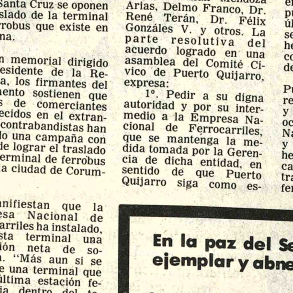 Santa Cruz se oponen
slado de la terminal
rrobus que existe en
na.
n memorial dirigido
esidente de la Re-
a, los firmantes del
mento sostienen que
s de comerciantes
ecidos en el extran-
contrabandistas han
do una campaña con
de lograr el traslado
erminal de ferrobus
a ciudad de Corum-
nifiestan que la
esa Nacional de
arriles ha instalado,
sta terminal una
ión neta de so-
a. "Más aun si se
e una terminal que
última estación fe-
Arías, Delmo Franco, Dr.
René Terán, Dr. Félix
Gonzáles V. y otros. La
parte resolutiva del
acuerdo logrado en una
asamblea del Comité Cí-
vico de Puerto Quijarro,
expresa:
1º. Pedir a su digna
autoridad y por su inter-
medio a la Empresa Na-
cional de Ferrocarriles,
que se mantenga la me-
dida tomada por la Geren-
cia de dicha entidad, en
sentido de que Puerto
Quijarro siga como es-
En la paz del Se
ejemplar y abne